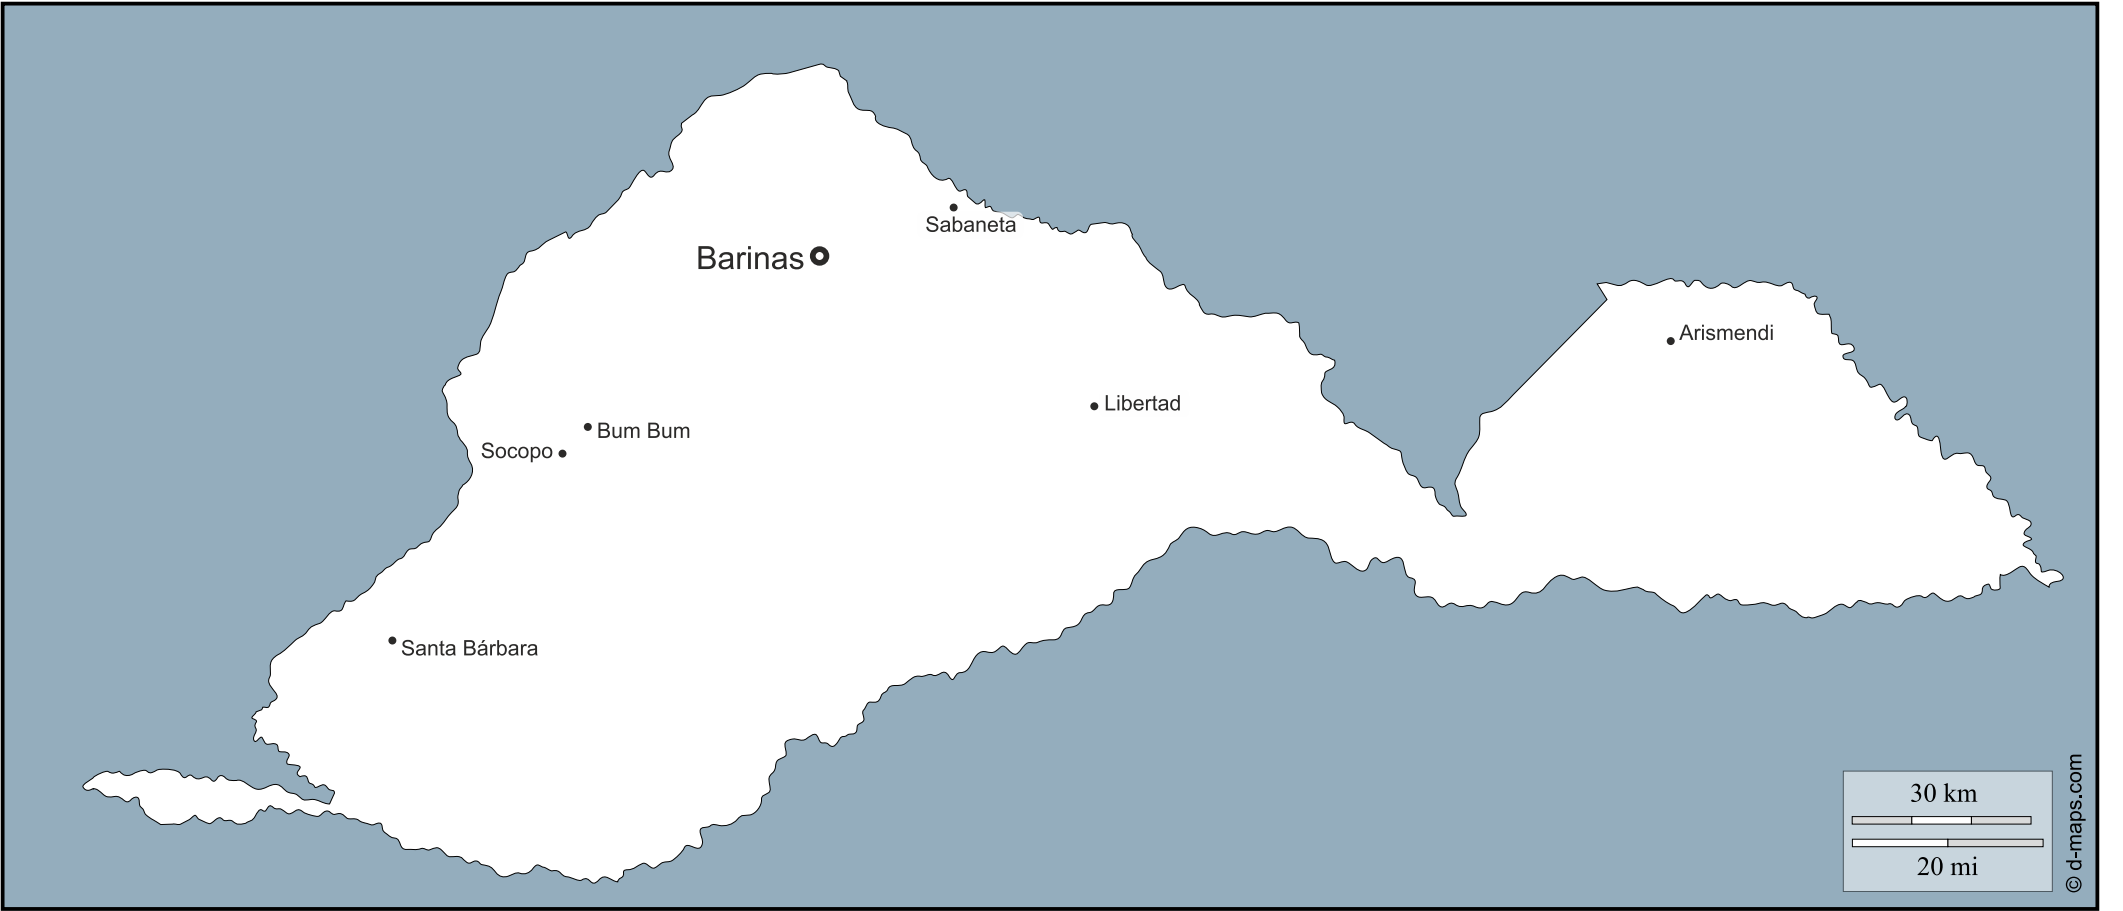 Sabaneta
Barinas
Arismendi
Libertad
Bum Bum
Socopo
Santa Bárbara
30 km
20 mi
© d-maps.com